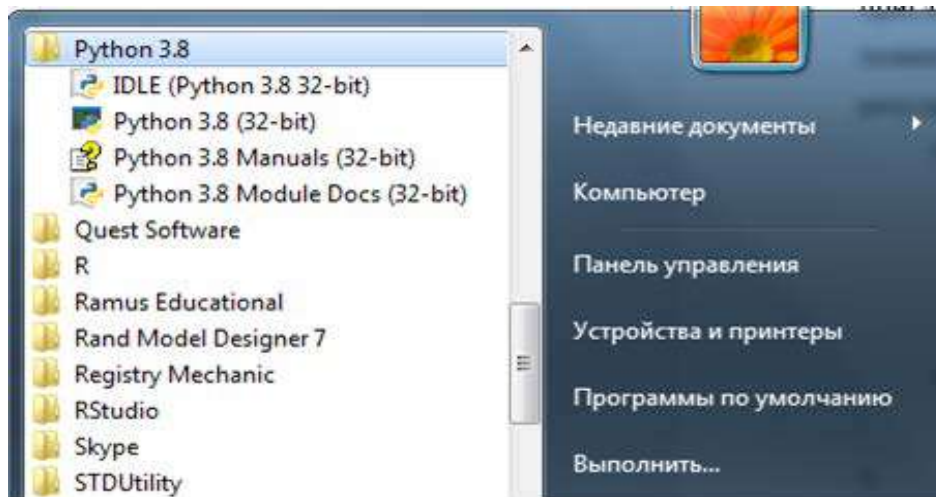 Python 3.8
IDLE (Python 3.8 32-bit)
Python 3.8 (32-bit)
Python 3.8 Manuals (32-bit)
Python 3.8 Module Docs (32-bit)
Quest Software
R
Ramus Educational
Rand Model Designer 7
Registry Mechanic
RStudio
Skype
STDUtility
Недавние документы
Компьютер
Панель управления
Устройства и принтеры
Программы по умолчанию
Выполнить...